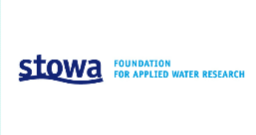 stowa
FOUNDATION
FOR APPLIED WATER RESEARCH